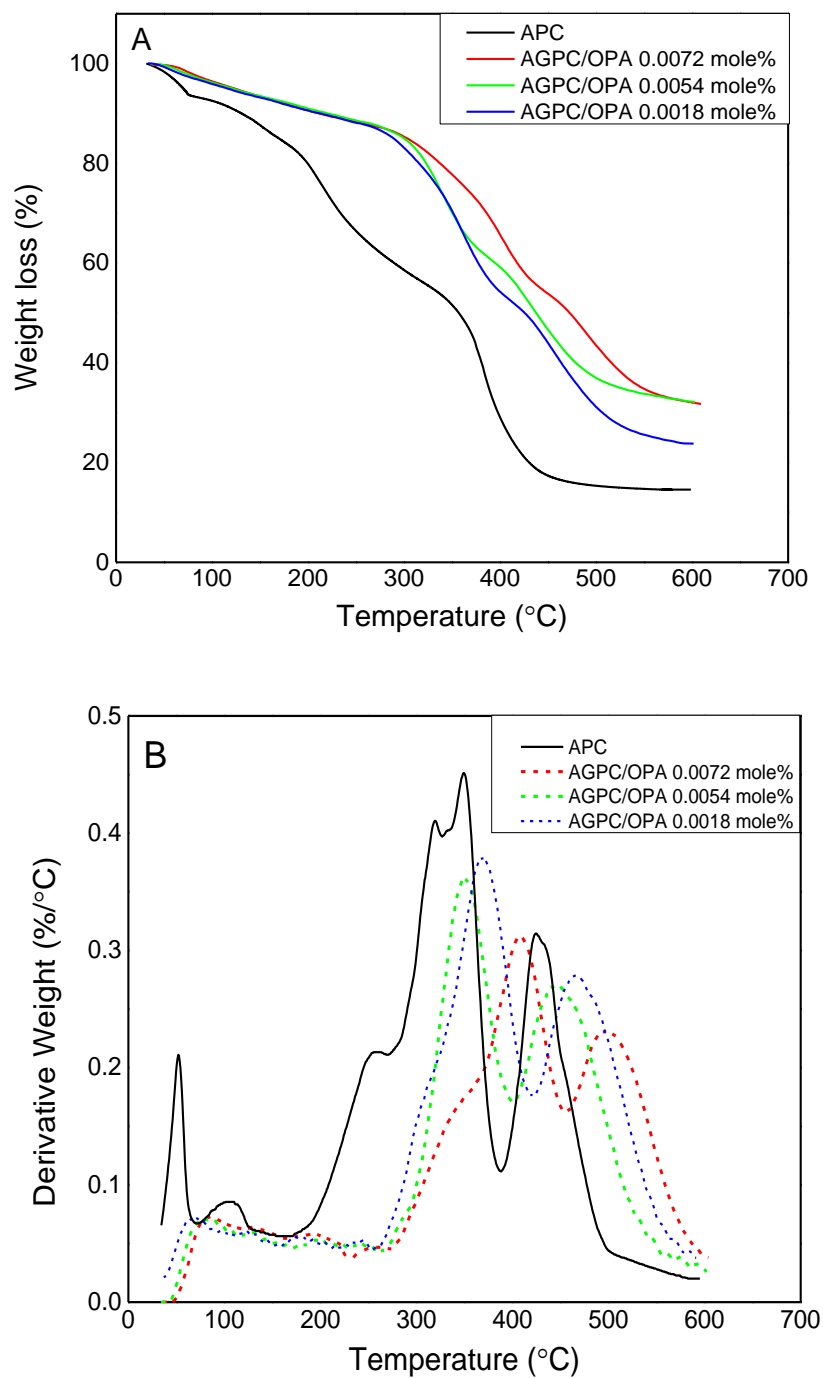 A
APC
AGPC/OPA 0.0072 mole%
AGPC/OPA 0.0054 mole%
AGPC/OPA 0.0018 mole%
100
80
60
40
20
0
Weight loss (%)
0 100 200 300 400 500 600 700
Temperature (°C)
B
APC
AGPC/OPA 0.0072 mole%
AGPC/OPA 0.0054 mole%
AGPC/OPA 0.0018 mole%
0.5
0.4
0.3
0.2
0.1
0.0
Derivative Weight (%/°C)
0 100 200 300 400 500 600 700
Temperature (°C)